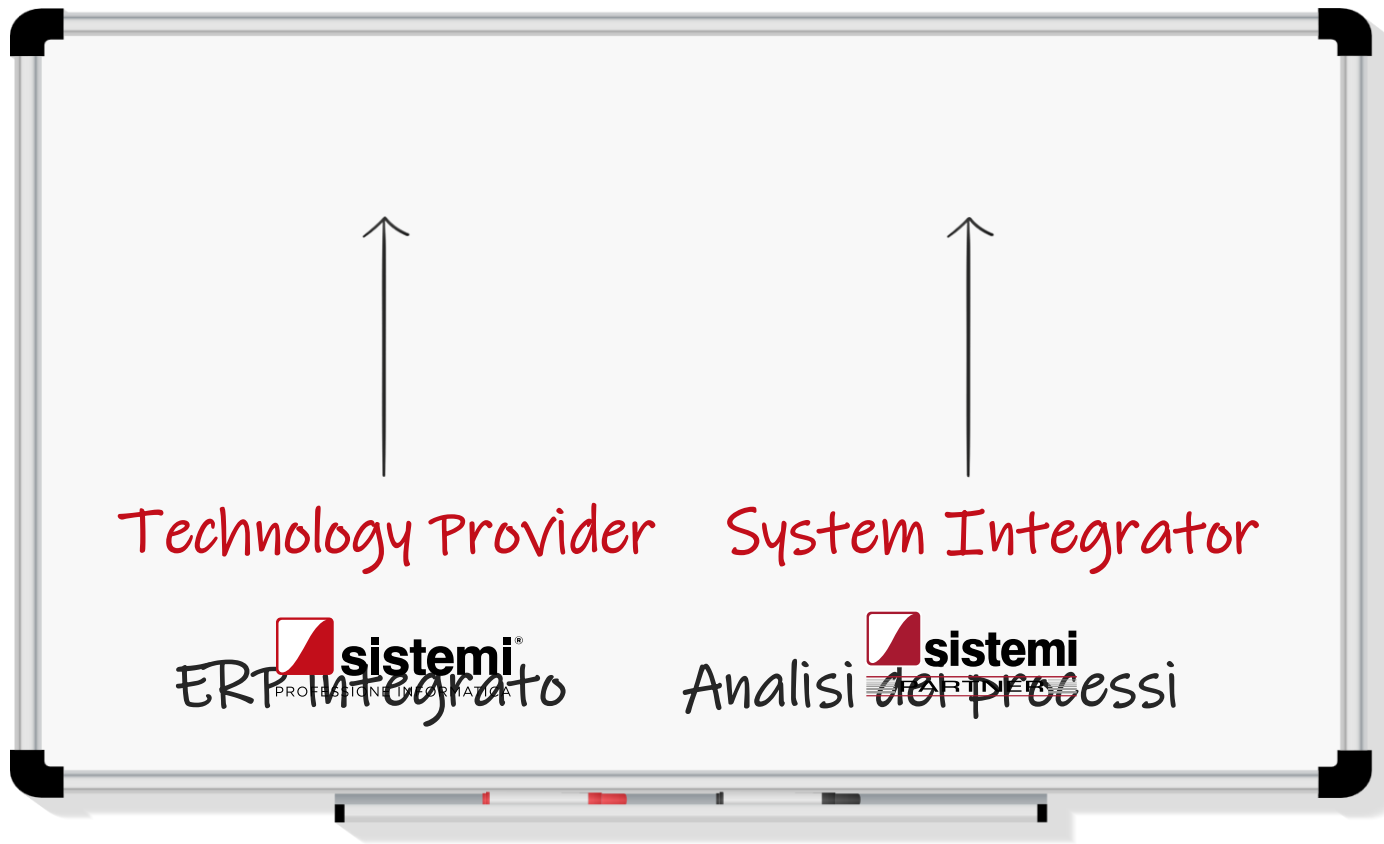 Technology Provider
System Integrator
sistemi®
PROFESSIONE INFORMATICA
ERP Integrato
sistemi
PARTNER
Analisi dei processi